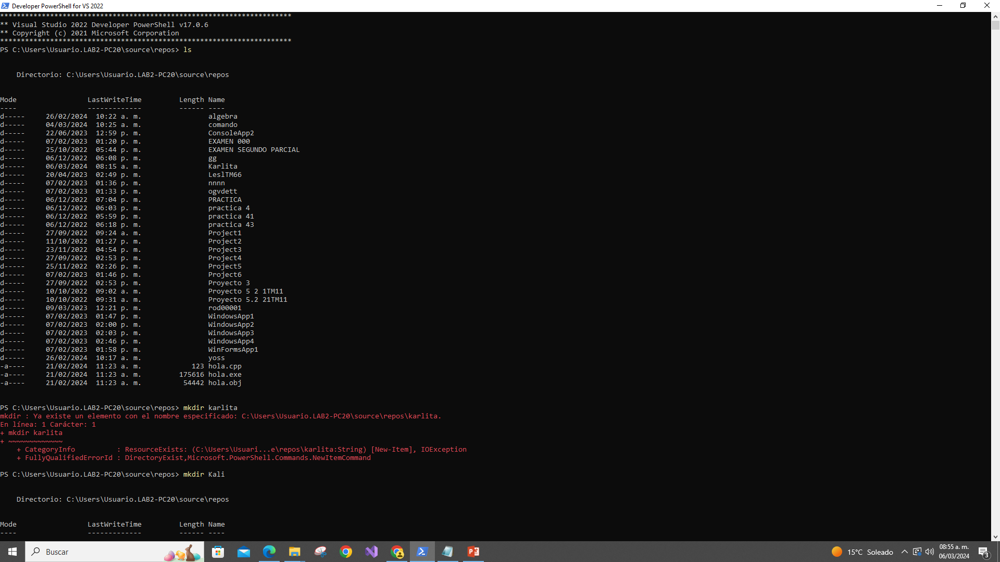 Developer PowerShell for VS 2022
**********************************************************************
** Visual Studio 2022 Developer PowerShell v17.0.6
** Copyright (c) 2021 Microsoft Corporation
**********************************************************************
PS C:\Users\Usuario.LAB2-PC20\source\repos> ls
Directorio: C:\Users\Usuario.LAB2-PC20\source\repos
Mode LastWriteTime Length Name
---- ------------- ------ ----
d----- 26/02/2024 10:22 a. m. algebra
d----- 04/03/2024 10:25 a. m. comando
d----- 22/06/2023 12:59 p. m. ConsoleApp2
d----- 07/02/2023 01:20 p. m. EXAMEN 000
d----- 25/10/2022 05:44 p. m. EXAMEN SEGUNDO PARCIAL
d----- 06/12/2022 06:08 p. m. gg
d----- 06/03/2024 08:15 a. m. Karlita
d----- 20/04/2023 02:49 p. m. LeslTM66
d----- 07/02/2023 01:36 p. m. nnnn
d----- 07/02/2023 01:33 p. m. ogvdett
d----- 06/12/2022 07:04 p. m. PRACTICA
d----- 06/12/2022 06:03 p. m. practica 4
d----- 06/12/2022 05:59 p. m. practica 41
d----- 06/12/2022 06:18 p. m. practica 43
d----- 27/09/2022 09:24 a. m. Project1
d----- 11/10/2022 01:27 p. m. Project2
d----- 23/11/2022 04:54 p. m. Project3
d----- 27/09/2022 02:53 p. m. Project4
d----- 25/11/2022 02:26 p. m. Project5
d----- 07/02/2023 01:46 p. m. Project6
d----- 27/09/2022 02:53 p. m. Proyecto 3
d----- 10/10/2022 09:02 a. m. Proyecto 5 2 1TM11
d----- 10/10/2022 09:31 a. m. Proyecto 5.2 21TM11
d----- 09/03/2023 12:21 p. m. rod00001
d----- 07/02/2023 01:47 p. m. WindowsApp1
d----- 07/02/2023 02:00 p. m. WindowsApp2
d----- 07/02/2023 02:03 p. m. WindowsApp3
d----- 07/02/2023 02:46 p. m. WindowsApp4
d----- 07/02/2023 01:58 p. m. WinFormsApp1
d----- 26/02/2024 10:17 a. m. yoss
-a---- 21/02/2024 11:23 a. m. 123 hola.cpp
-a---- 21/02/2024 11:23 a. m. 175616 hola.exe
-a---- 21/02/2024 11:23 a. m. 54442 hola.obj
PS C:\Users\Usuario.LAB2-PC20\source\repos> mkdir karlita
mkdir : Ya existe un elemento con el nombre especificado: C:\Users\Usuario.LAB2-PC20\source\repos\karlita.
En línea: 1 Carácter: 1
+ mkdir karlita
+ ~~~~~~~~~~~~~
+ CategoryInfo : ResourceExists: (C:\Users\Usuari...e\repos\karlita:String) [New-Item], IOException
+ FullyQualifiedErrorId : DirectoryExist,Microsoft.PowerShell.Commands.NewItemCommand
PS C:\Users\Usuario.LAB2-PC20\source\repos> mkdir Kali
Directorio: C:\Users\Usuario.LAB2-PC20\source\repos
Mode LastWriteTime Length Name
---- ------------- ------ ----
Buscar
15°C Soleado
08:55 a. m.
06/03/2024
3